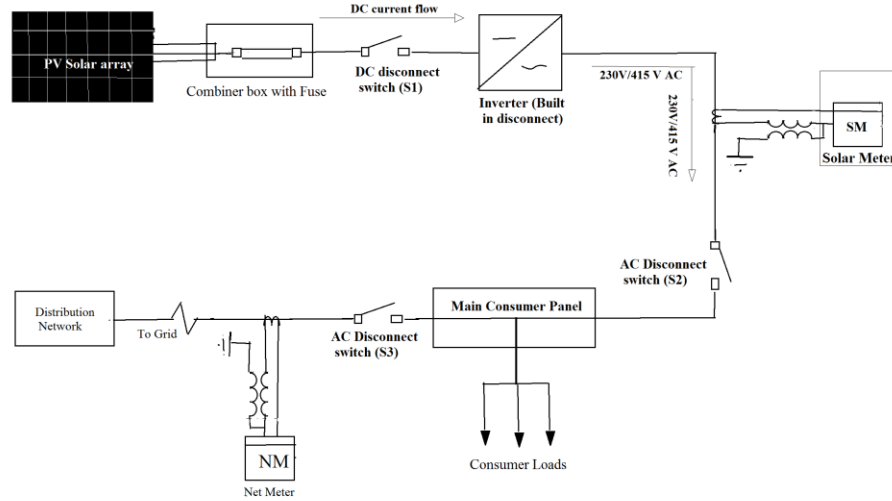 DC current flow
PV Solar array
Combiner box with Fuse
DC disconnect
switch (S1)
Inverter (Built
in disconnect)
230V/415 V AC
230V/415 V AC
SM
Solar Meter
AC Disconnect
switch (S2)
Distribution
Network
To Grid
AC Disconnect
switch (S3)
Main Consumer Panel
NM
Net Meter
Consumer Loads